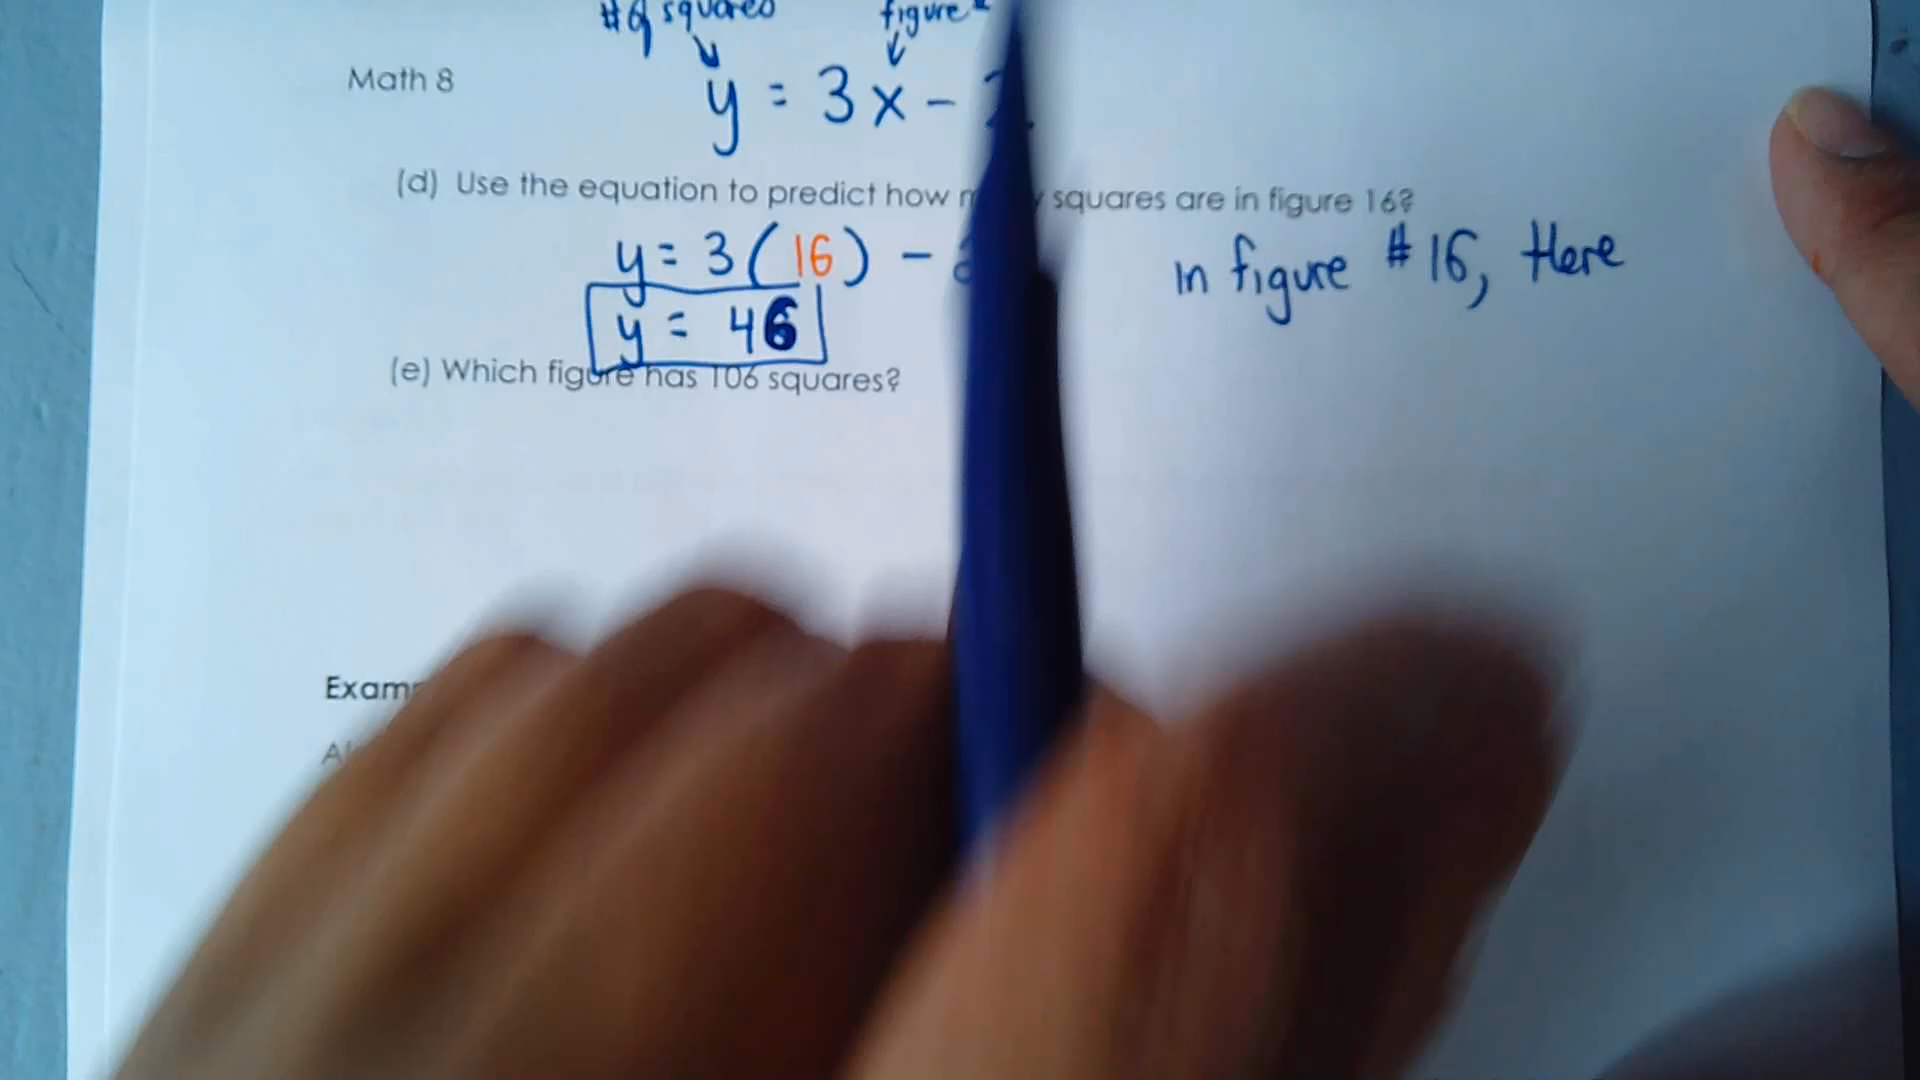 #of squares figure #
Math 8
y = 3x - 2
(d) Use the equation to predict how squares are in figure 16?
y = 3(16) -
In figure #16, there
y = 46
(e) Which figure has 106 squares?